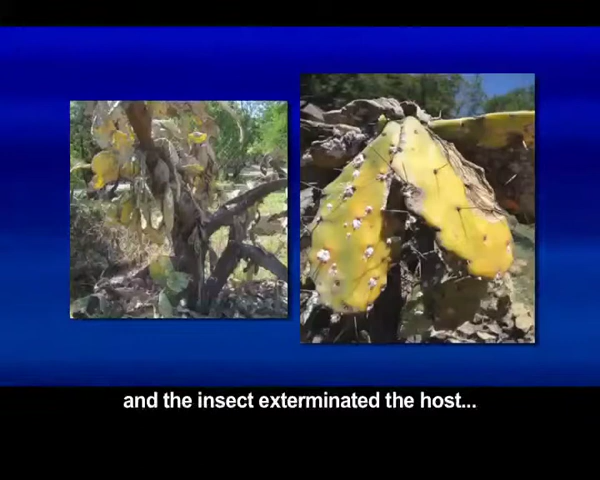 and the insect exterminated the host...